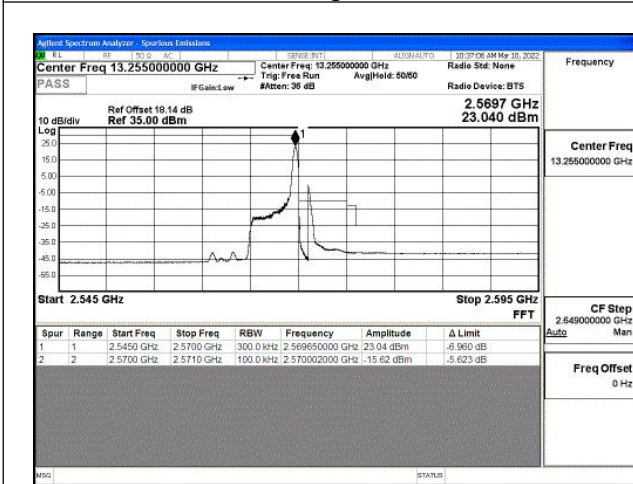 Agilent Spectrum Analyzer - Spurious Emissions
RL RF 50 Ω AC SENSE:INT ALIGN AUTO 10:37:06 AM Mar 10, 2022
Center Freq 13.255000000 GHz
Center Freq: 13.255000000 GHz
Radio Std: None
PASS
Trig: Free Run Avg|Hold: 50/50
IFGain:Low #Atten: 36 dB Radio Device: BTS
Ref Offset 18.14 dB
10 dB/div Ref 35.00 dBm
2.5697 GHz
23.040 dBm
Log
25.0
15.0
5.00
-5.00
-15.0
-25.0
-35.0
-45.0
-55.0
1
Start 2.545 GHz Stop 2.595 GHz
FFT
Spur Range Start Freq Stop Freq RBW Frequency Amplitude Δ Limit
1 1 2.5450 GHz 2.5700 GHz 300.0 kHz 2.569650000 GHz 23.04 dBm -6.960 dB
2 2 2.5700 GHz 2.5710 GHz 100.0 kHz 2.570002000 GHz -15.62 dBm -5.623 dB
MSG STATUS
Frequency
Center Freq
13.255000000 GHz
CF Step
2.649000000 GHz
Auto Man
Freq Offset
0 Hz